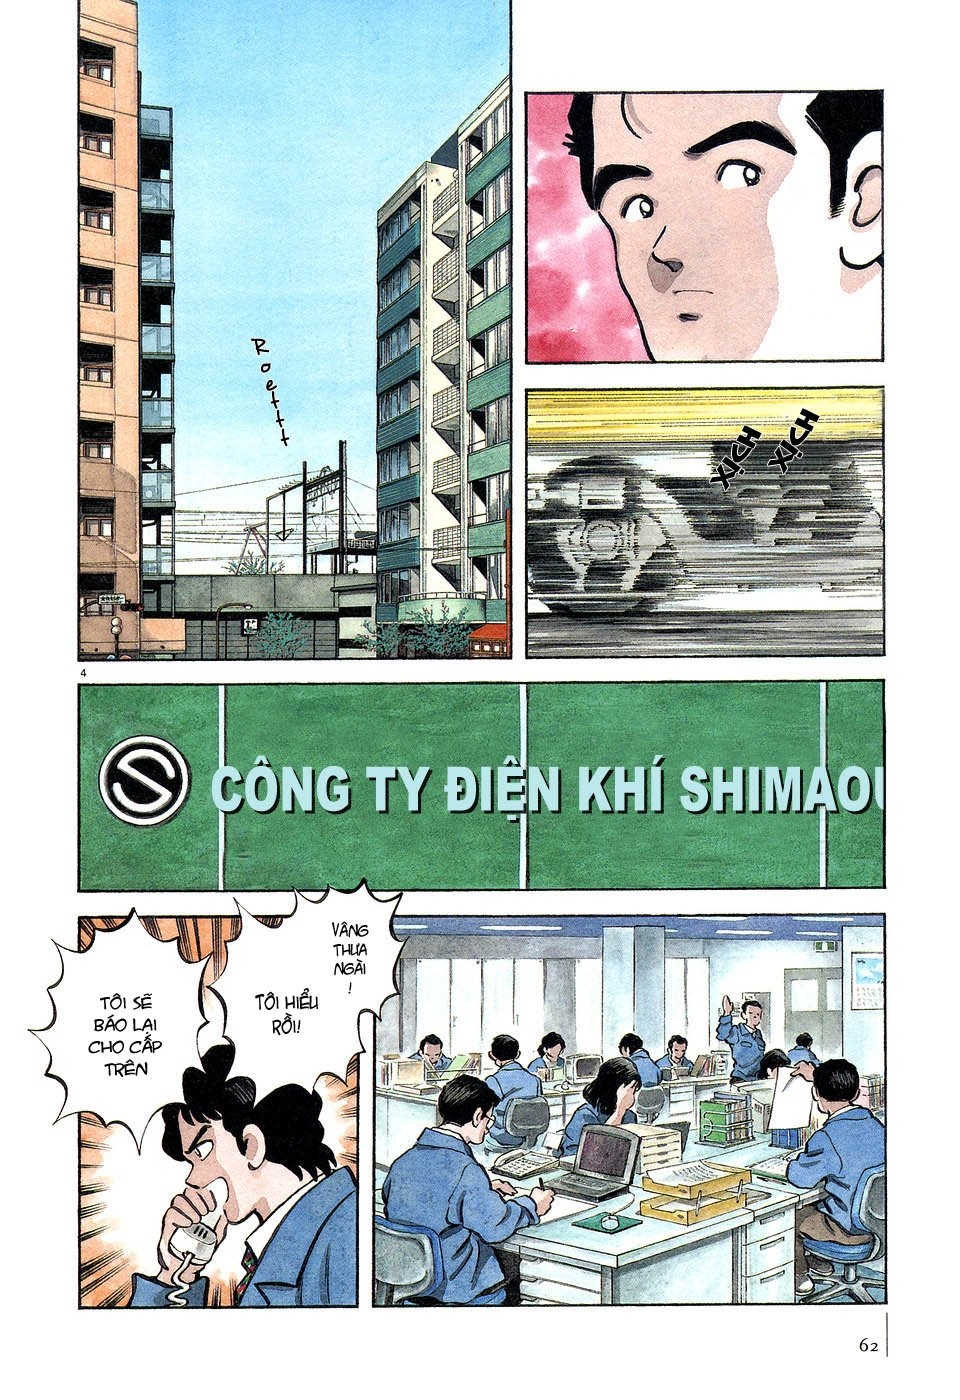 Roettt
XỊCH
XỊCH
4
S
CÔNG TY ĐIỆN KHÍ SHIMAOU
VÂNG
THƯA
NGÀI
!
TÔI HIỂU
RỒI!
TÔI SẼ
BÁO LẠI
CHO CẤP
TRÊN
62